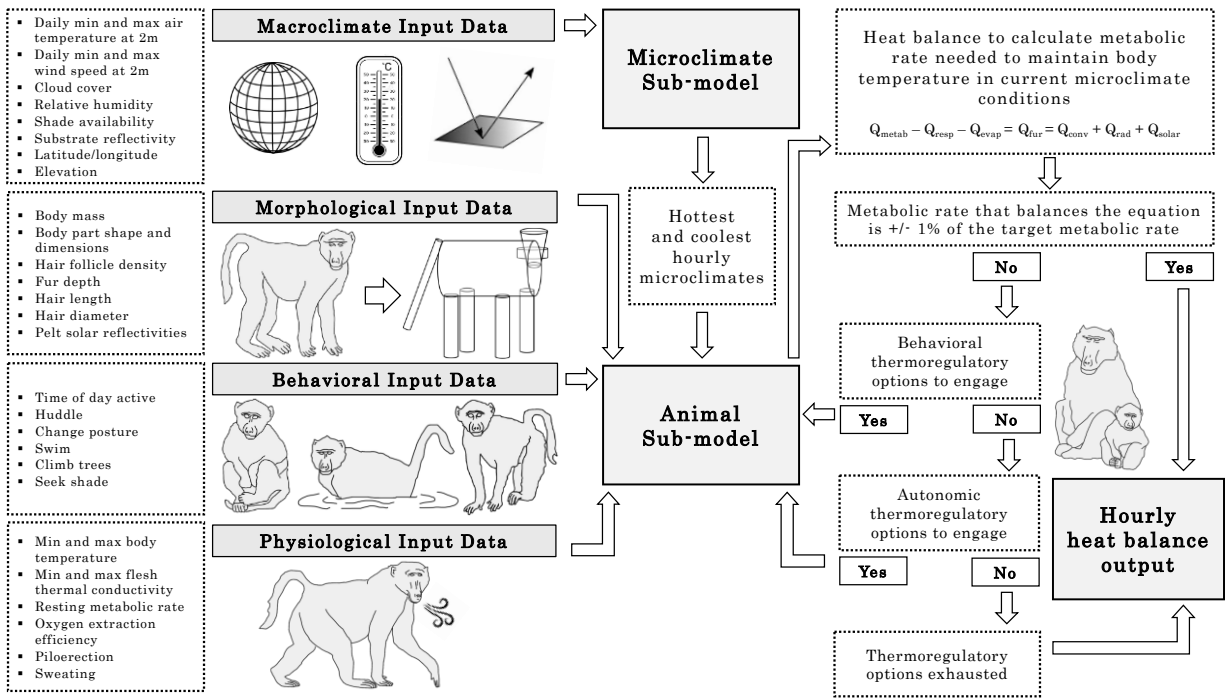 ▪ Daily min and max air
temperature at 2m
▪ Daily min and max
wind speed at 2m
▪ Cloud cover
▪ Relative humidity
▪ Shade availability
▪ Substrate reflectivity
▪ Latitude/longitude
▪ Elevation
Macroclimate Input Data
°C
Microclimate
Sub-model
Hottest
and coolest
hourly
microclimates
▪ Body mass
▪ Body part shape and
dimensions
▪ Hair follicle density
▪ Fur depth
▪ Hair length
▪ Hair diameter
▪ Pelt solar reflectivities
Morphological Input Data
▪ Time of day active
▪ Huddle
▪ Change posture
▪ Swim
▪ Climb trees
▪ Seek shade
Behavioral Input Data
▪ Min and max body
temperature
▪ Min and max flesh
thermal conductivity
▪ Resting metabolic rate
▪ Oxygen extraction
efficiency
▪ Piloerection
▪ Sweating
Physiological Input Data
Animal
Sub-model
Heat balance to calculate metabolic
rate needed to maintain body
temperature in current microclimate
conditions
Qmetab – Qresp – Qevap = Qfur = Qconv + Qrad + Qsolar
Metabolic rate that balances the equation
is +/- 1% of the target metabolic rate
No
Yes
Behavioral
thermoregulatory
options to engage
Yes
No
Autonomic
thermoregulatory
options to engage
Yes
No
Thermoregulatory
options exhausted
Hourly
heat balance
output